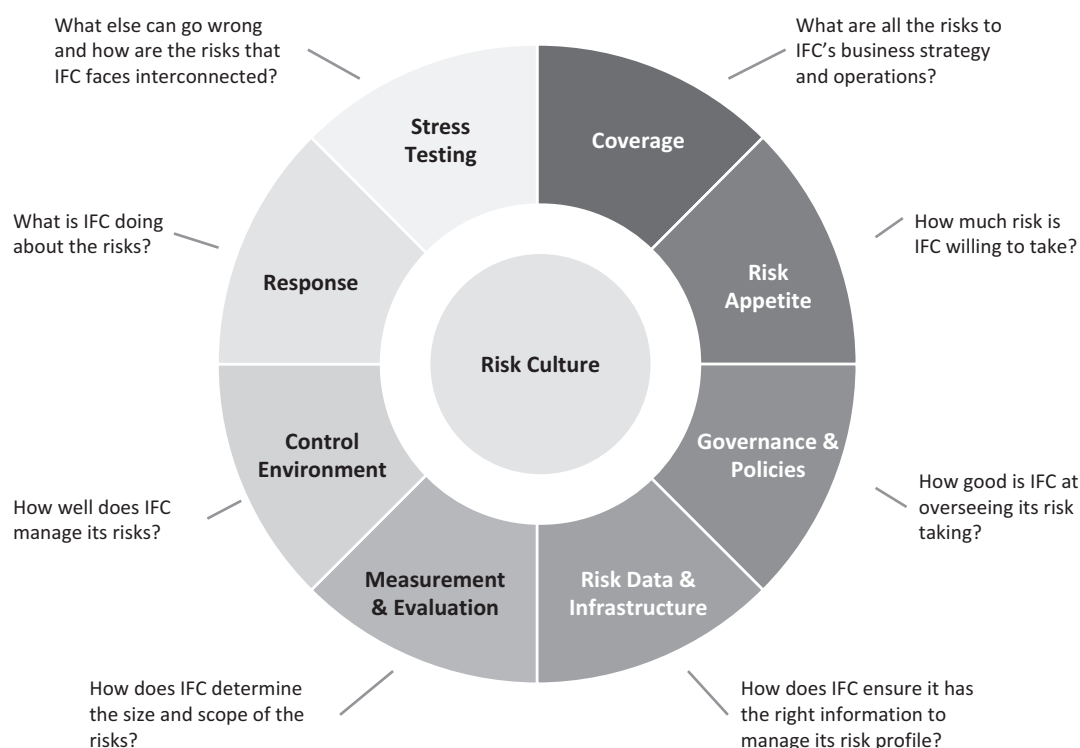 What else can go wrong
and how are the risks that
IFC faces interconnected?
What are all the risks to
IFC’s business strategy
and operations?
Stress
Testing
Coverage
What is IFC doing
about the risks?
How much risk is
IFC willing to take?
Response
Risk
Appetite
Risk Culture
Control
Environment
Governance &
Policies
How well does IFC
manage its risks?
How good is IFC at
overseeing its risk
taking?
Measurement
& Evaluation
Risk Data &
Infrastructure
How does IFC determine
the size and scope of the
risks?
How does IFC ensure it has
the right information to
manage its risk profile?